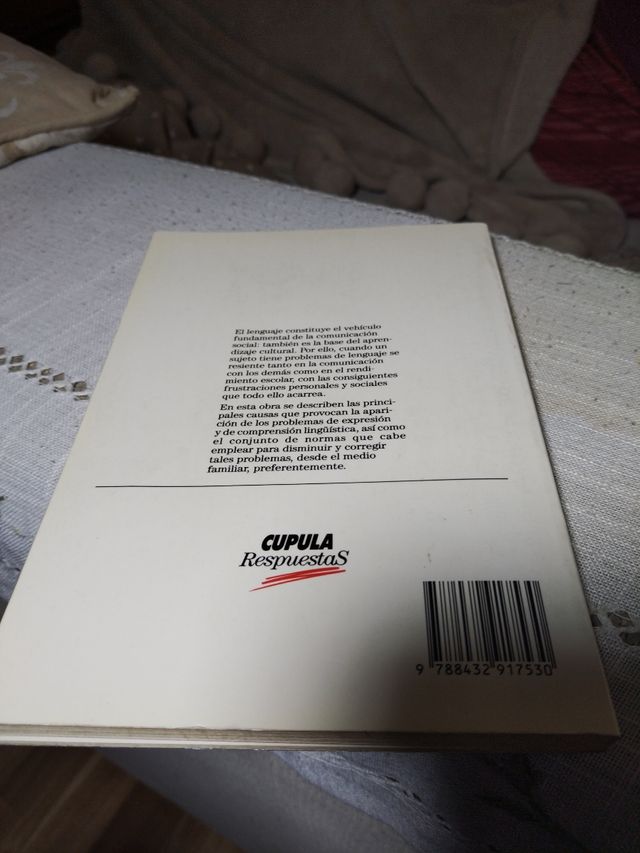 El lenguaje constituye el vehículo
fundamental de la comunicación
social: también es la base del apren-
dizaje cultural. Por ello, cuando un
sujeto tiene problemas de lenguaje se
resiente tanto en la comunicación
con los demás como en el rendi-
miento escolar, con las consiguientes
frustraciones personales y sociales
que todo ello acarrea.
En esta obra se describen las princi-
pales causas que provocan la apari-
ción de los problemas de expresión
y de comprensión lingüística, así como
el conjunto de normas que cabe
emplear para disminuir y corregir
tales problemas, desde el medio
familiar, preferentemente.
CUPULA
RespuestaS
9 788432 917530